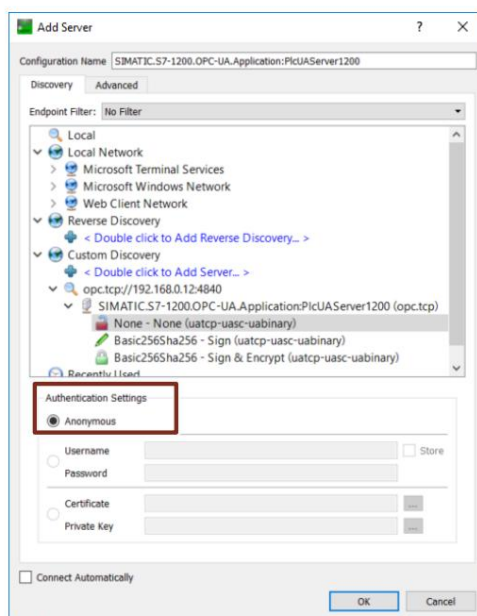 Add Server
Configuration Name SIMATIC.S7-1200.OPC-UA.Application:PlcUAServer1200
Discovery Advanced
Endpoint Filter: No Filter
Local
Local Network
Microsoft Terminal Services
Microsoft Windows Network
Web Client Network
Reverse Discovery
< Double click to Add Reverse Discovery... >
Custom Discovery
< Double click to Add Server... >
opc.tcp://192.168.0.12:4840
SIMATIC.S7-1200.OPC-UA.Application:PlcUAServer1200 (opc.tcp)
None - None (uatcp-uasc-uabinary)
Basic256Sha256 - Sign (uatcp-uasc-uabinary)
Basic256Sha256 - Sign & Encrypt (uatcp-uasc-uabinary)
Recently Used
Authentication Settings
Anonymous
Username Store
Password
Certificate ...
Private Key ...
Connect Automatically
OK Cancel